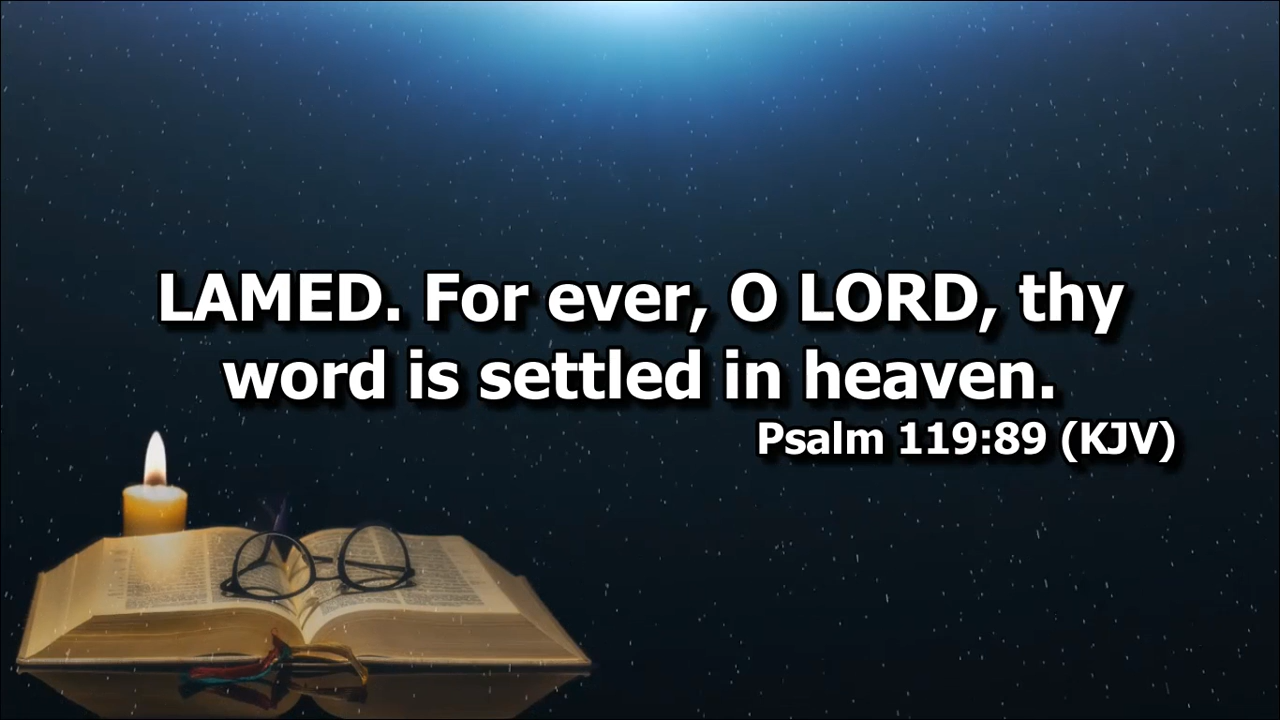 LAMED. For ever, O LORD, thy
word is settled in heaven.
Psalm 119:89 (KJV)